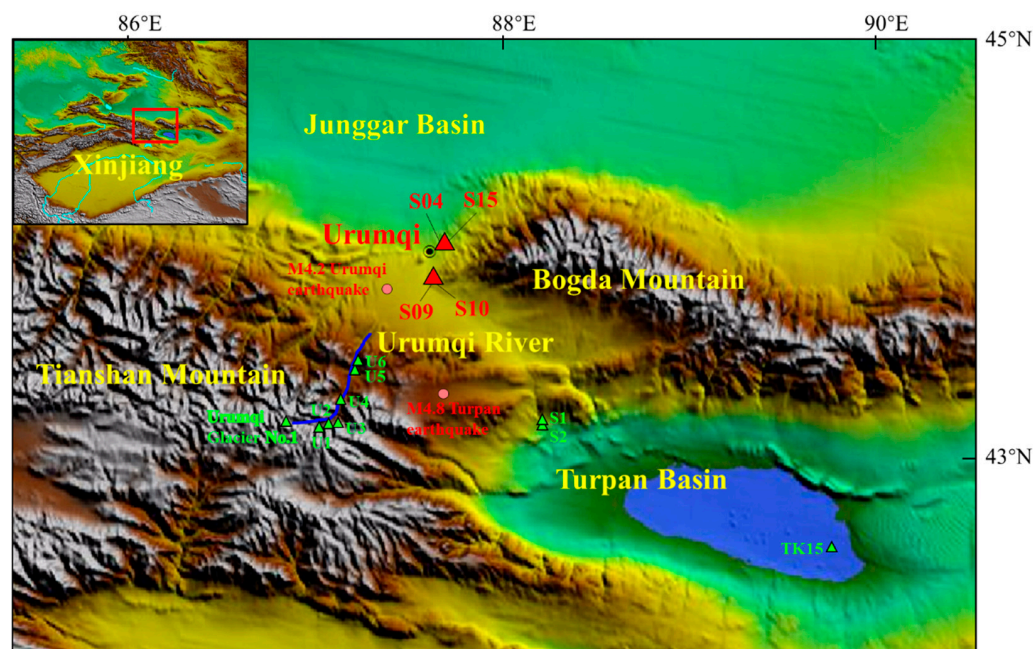 86°E
88°E
90°E
45°N
Junggar Basin
Xinjiang
S04
S15
Urumqi
M4.2 Urumqi
earthquake
Bogda Mountain
S09
S10
Urumqi River
U6
U5
Tianshan Mountain
U2
U4
M4.8 Turpan
earthquake
Urumqi
Glacier No.1
U3
U1
S1
S2
43°N
Turpan Basin
TK15